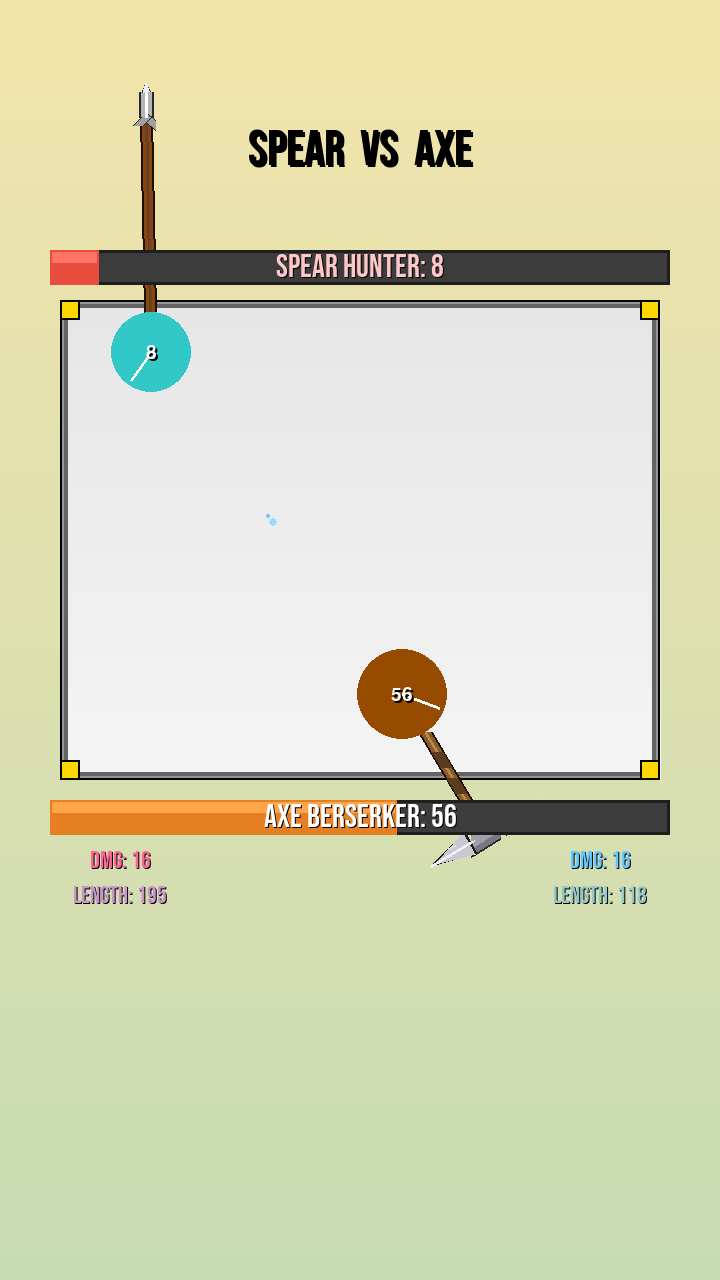 SPEAR VS AXE
SPEAR HUNTER: 8
8
56
AXE BERSERKER: 56
DMG: 16
DMG: 16
LENGTH: 195
LENGTH: 118